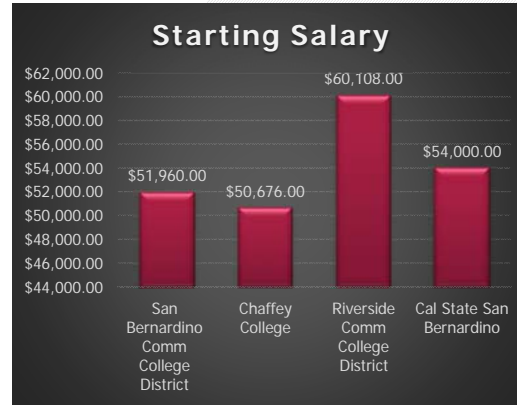 Starting Salary
$62,000.00
$60,000.00
$58,000.00
$56,000.00
$54,000.00
$52,000.00
$50,000.00
$48,000.00
$46,000.00
$44,000.00
$51,960.00
$50,676.00
$60,108.00
$54,000.00
San
Bernardino
Comm
College
District
Chaffey
College
Riverside
Comm
College
District
Cal State San
Bernardino